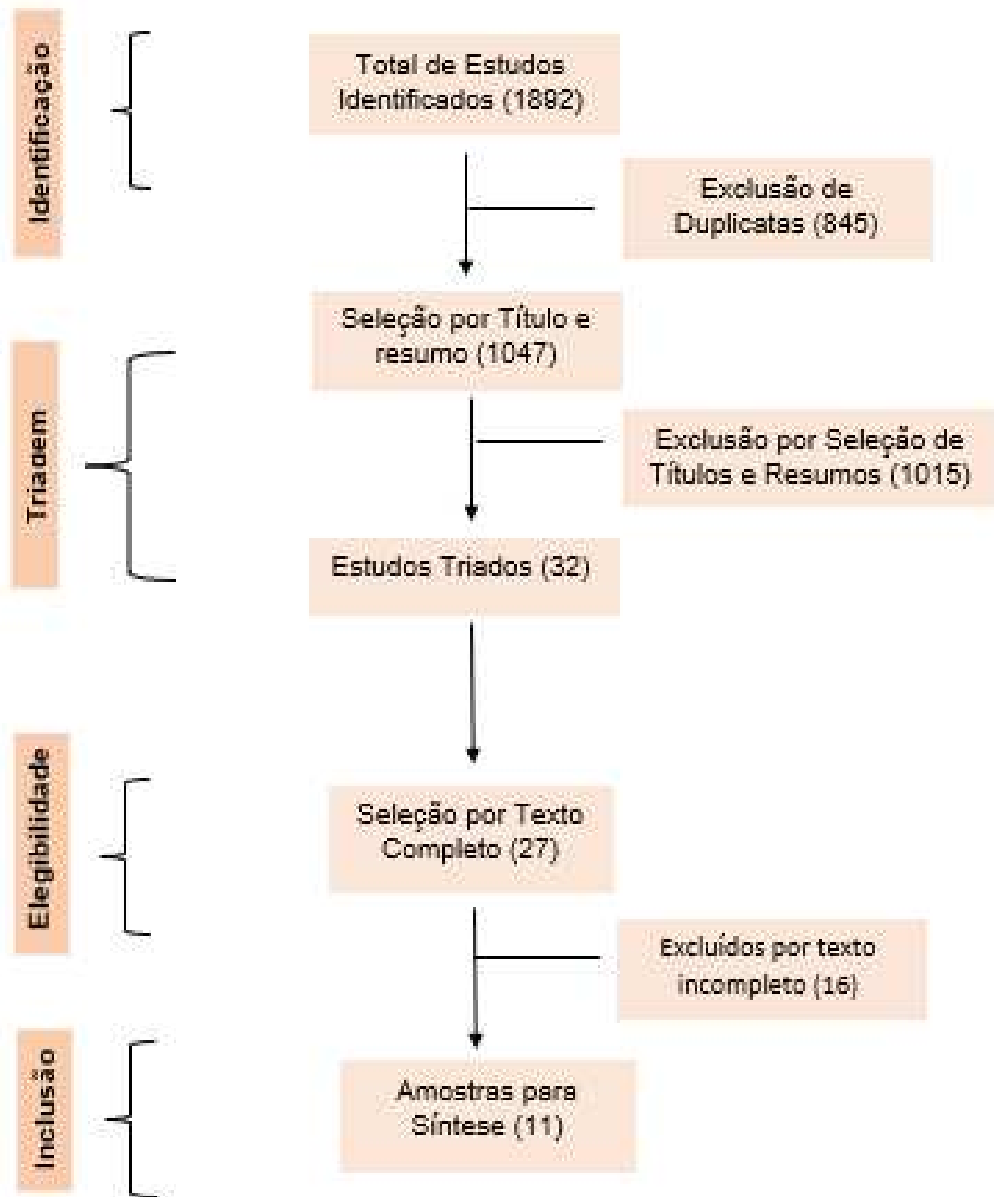 Identificação
Total de Estudos
Identificados (1892)
Exclusão de
Duplicatas (845)
Triagem
Seleção por Título e
resumo (1047)
Exclusão por Seleção de
Títulos e Resumos (1015)
Estudos Triados (32)
Elegibilidade
Seleção por Texto
Completo (27)
Excluídos por texto
incompleto (16)
Inclusão
Amostras para
Síntese (11)